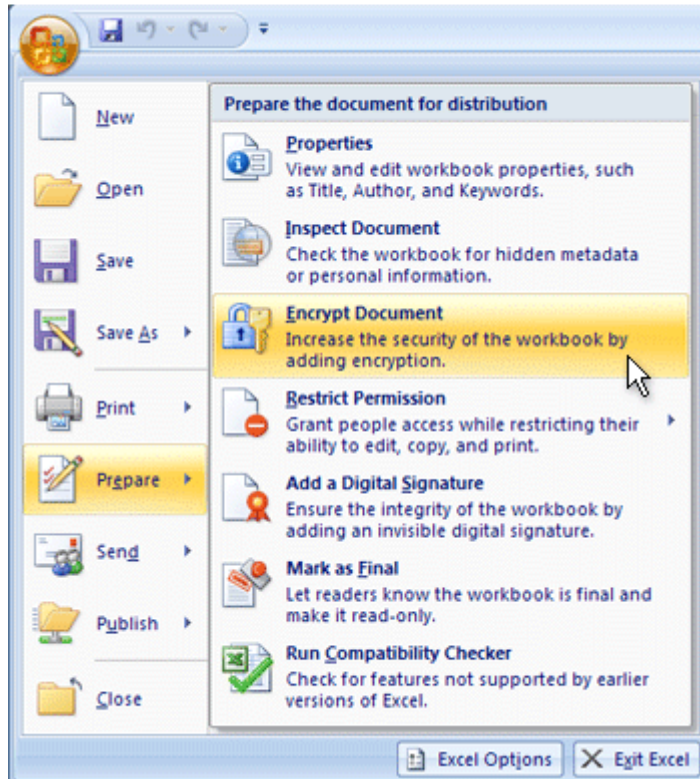 New
Open
Save
Save As
Print
Prepare
Send
Publish
Close
Prepare the document for distribution
Properties
View and edit workbook properties, such
as Title, Author, and Keywords.
Inspect Document
Check the workbook for hidden metadata
or personal information.
Encrypt Document
Increase the security of the workbook by
adding encryption.
Restrict Permission
Grant people access while restricting their
ability to edit, copy, and print.
Add a Digital Signature
Ensure the integrity of the workbook by
adding an invisible digital signature.
Mark as Final
Let readers know the workbook is final and
make it read-only.
Run Compatibility Checker
Check for features not supported by earlier
versions of Excel.
Excel Options
Exit Excel